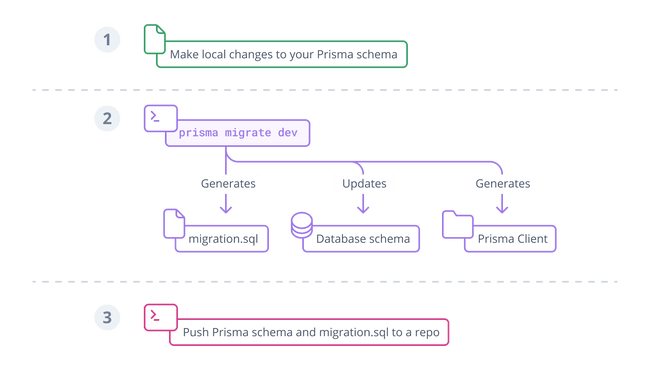 1
Make local changes to your Prisma schema
2
prisma migrate dev
Generates
Updates
Generates
migration.sql
Database schema
Prisma Client
3
Push Prisma schema and migration.sql to a repo